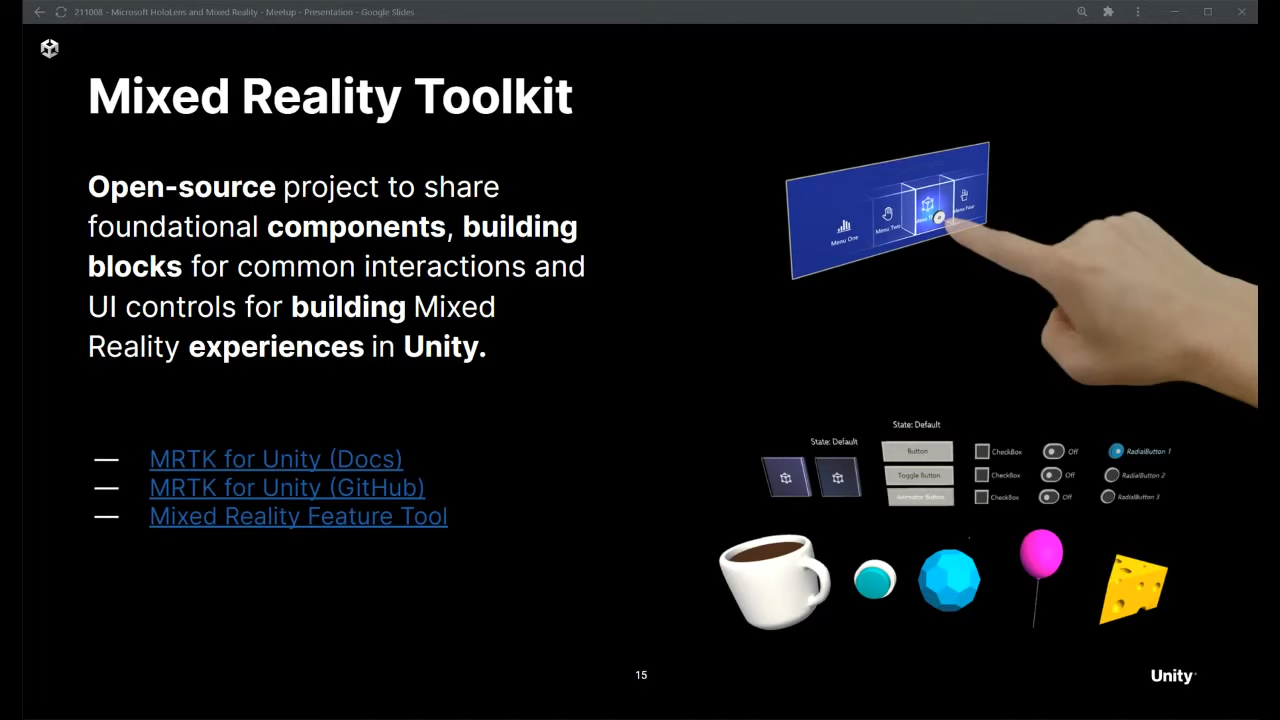 211008 - Microsoft HoloLens and Mixed Reality - Meetup - Presentation - Google Slides
Mixed Reality Toolkit
Open-source project to share
foundational components, building
blocks for common interactions and
UI controls for building Mixed
Reality experiences in Unity.
MRTK for Unity (Docs)
MRTK for Unity (GitHub)
Mixed Reality Feature Tool
Menu One
Menu Two
Menu Four
State: Default
State: Default
Button
CheckBox
Off
RadialButton 1
Toggle Button
CheckBox
Off
RadialButton 2
Animator Button
CheckBox
Off
RadialButton 3
15
Unity